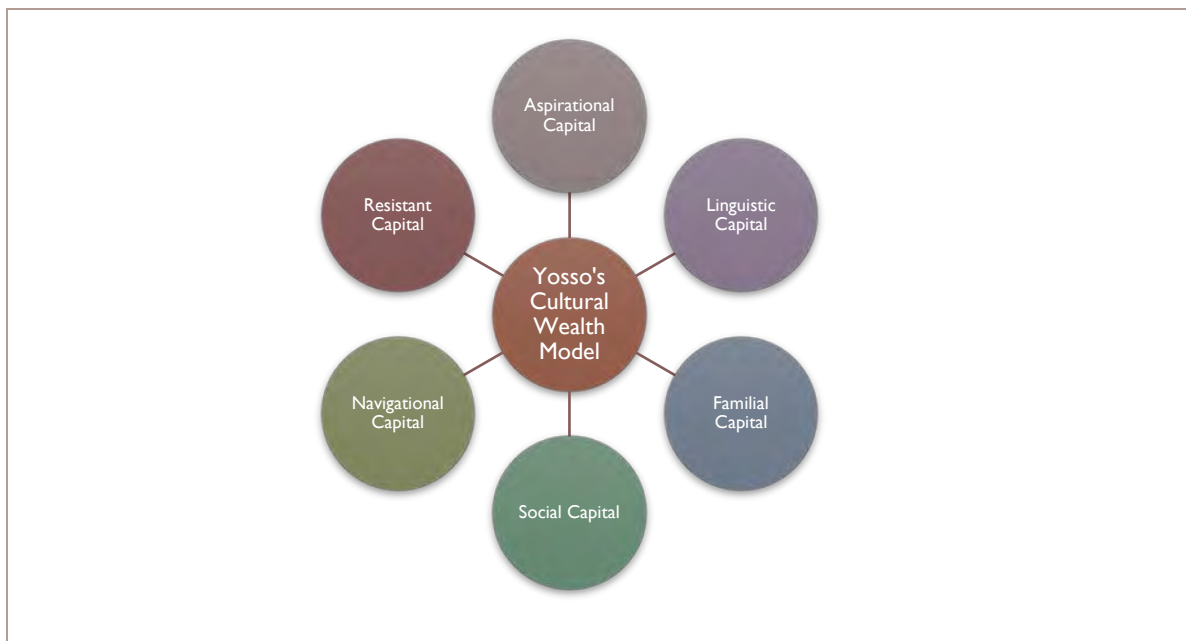 Aspirational
Capital
Resistant
Capital
Linguistic
Capital
Yosso's
Cultural
Wealth
Model
Navigational
Capital
Familial
Capital
Social Capital